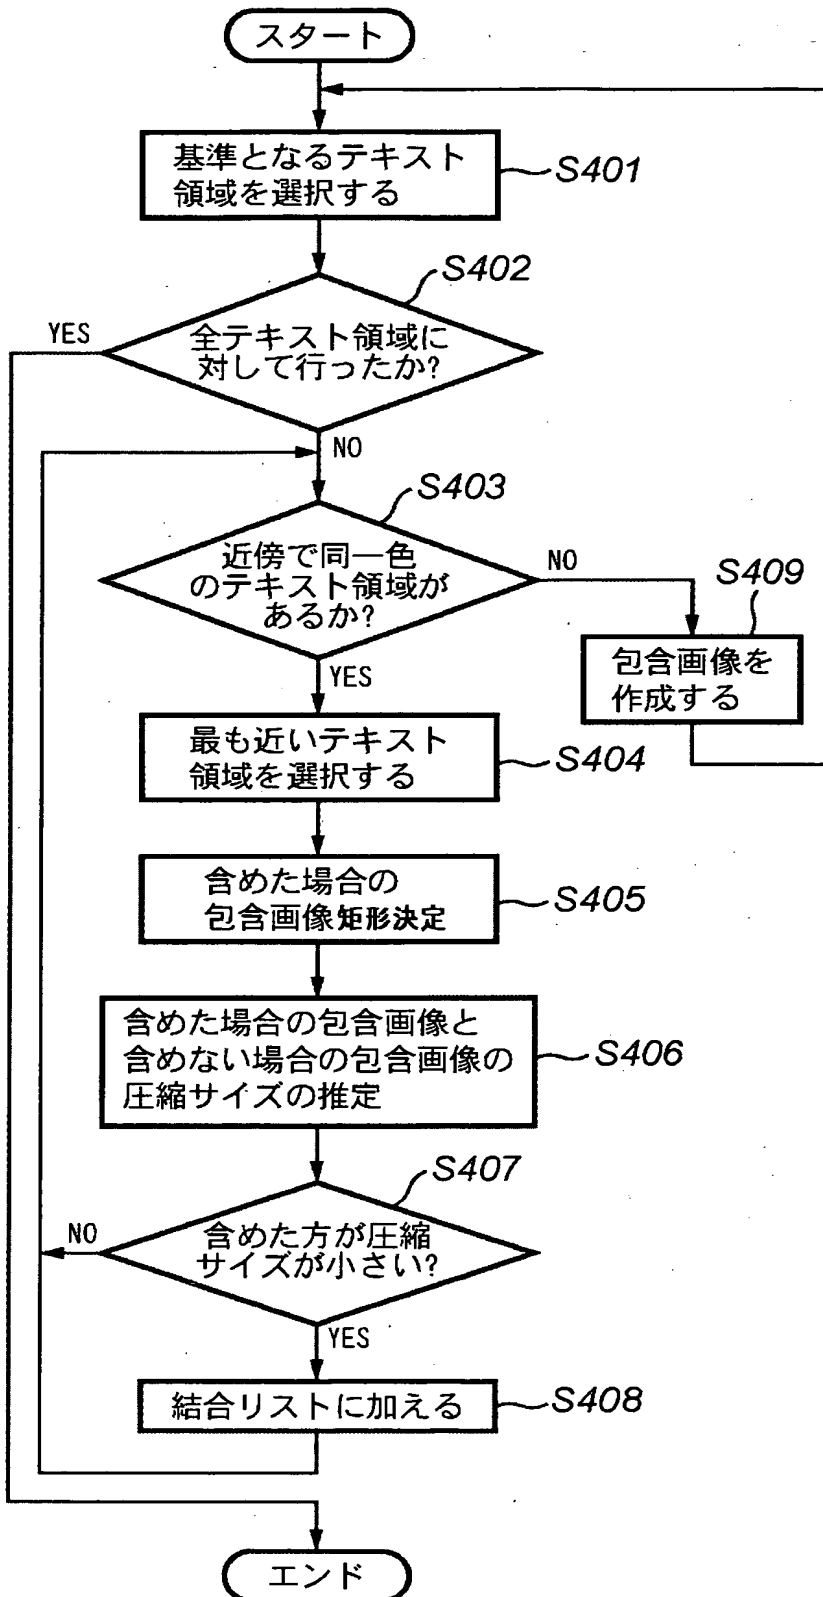 スタート
基準となるテキスト
領域を選択する
S401
S402
YES
全テキスト領域に
対して行ったか?
NO
S403
近傍で同一色
のテキスト領域が
あるか?
NO
S409
包含画像を
作成する
YES
最も近いテキスト
領域を選択する
S404
含めた場合の
包含画像矩形決定
S405
含めた場合の包含画像と
含めない場合の包含画像の
圧縮サイズの推定
S406
S407
NO
含めた方が圧縮
サイズが小さい?
YES
結合リストに加える
S408
エンド